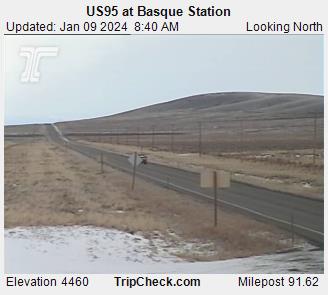 US95 at Basque Station
Updated: Jan 09 2024 8:40 AM
Looking North
Elevation 4460
TripCheck.com
Milepost 91.62